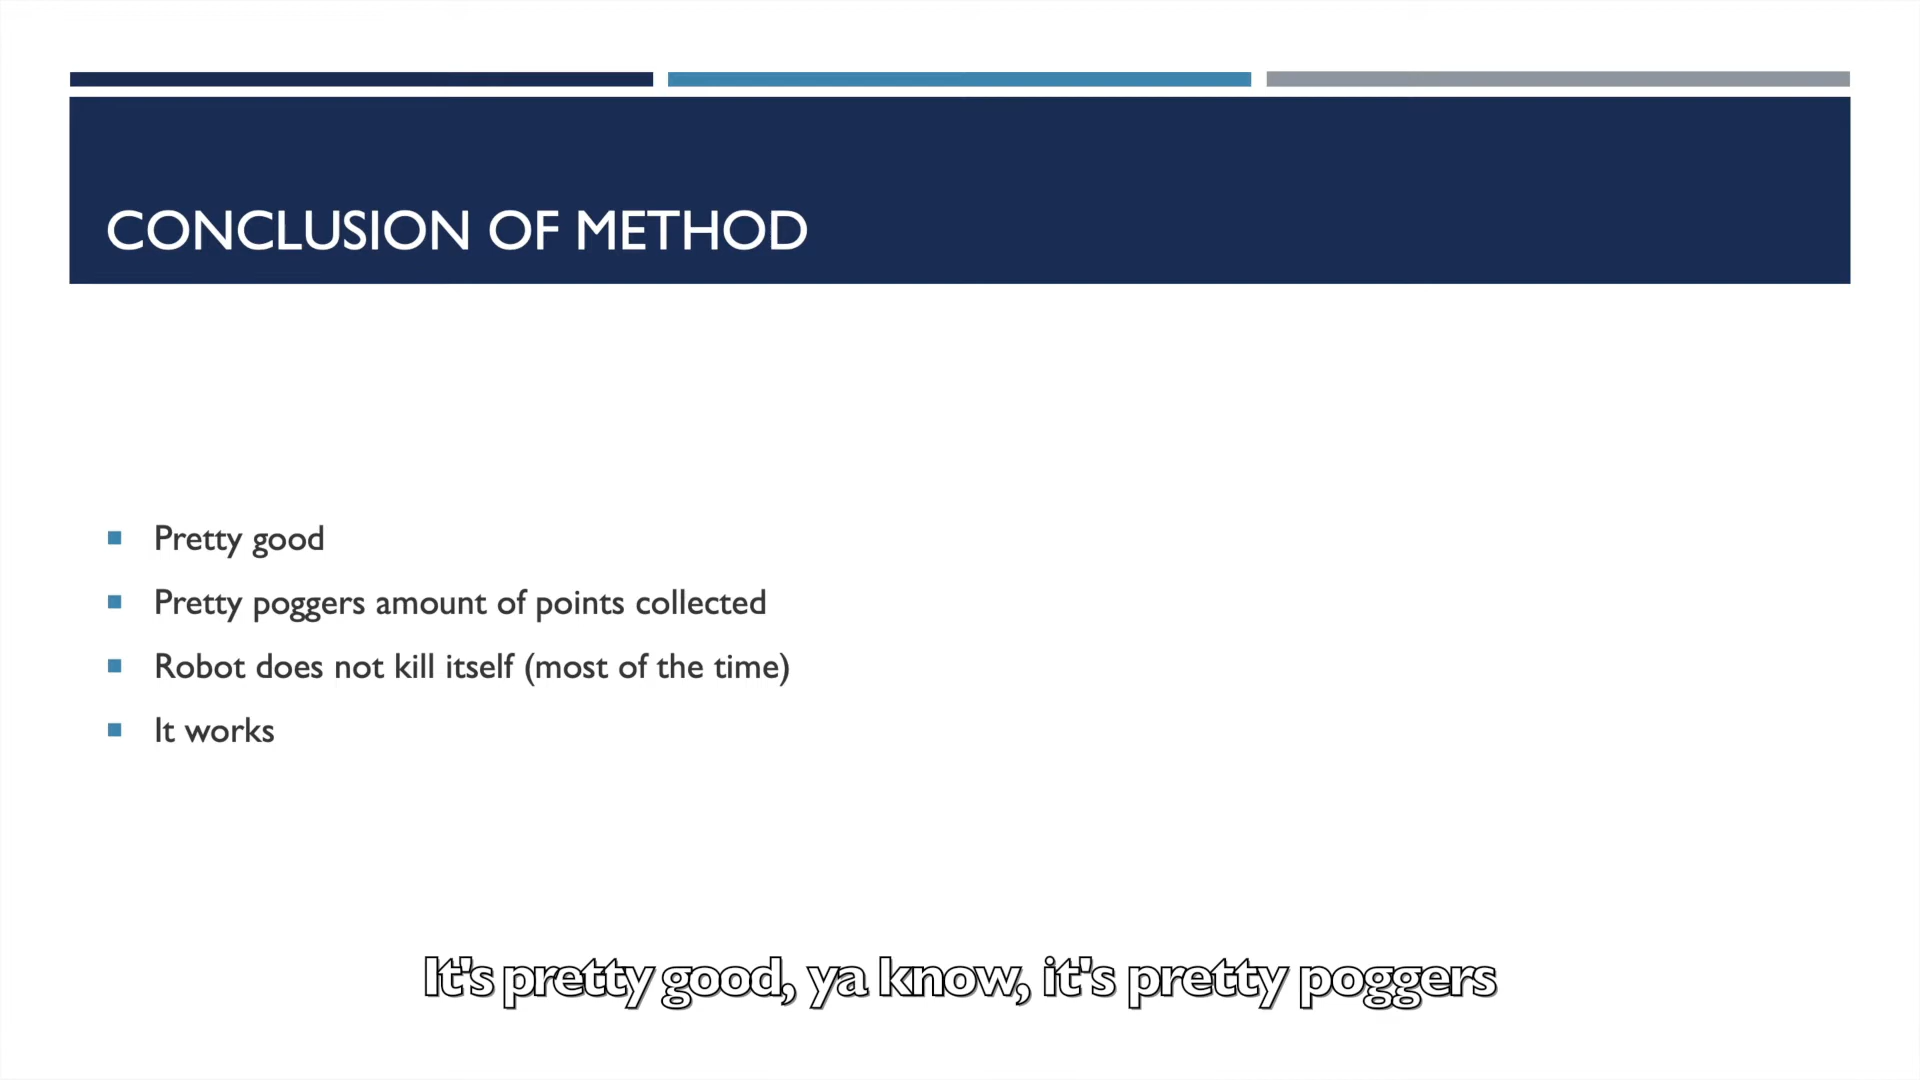 CONCLUSION OF METHOD
Pretty good
Pretty poggers amount of points collected
Robot does not kill itself (most of the time)
It works
It's pretty good, ya know, it's pretty poggers